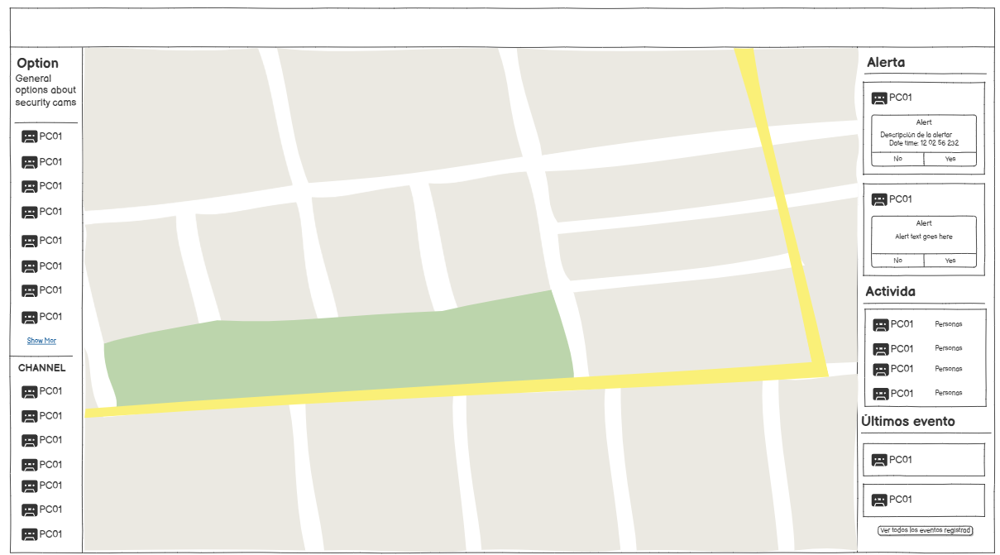 Option
General
options about
security cams
PC01
PC01
PC01
PC01
PC01
PC01
PC01
PC01
Show Mor
CHANNEL
PC01
PC01
PC01
PC01
PC01
PC01
PC01
Alerta
PC01
Alert
Descripción de la alertar
Date time: 12 02 56 232
No Yes
PC01
Alert
Alert text goes here
No Yes
Activida
PC01 Personas
PC01 Personas
PC01 Personas
PC01 Personas
Últimos evento
PC01
PC01
Ver todos los eventos registrad